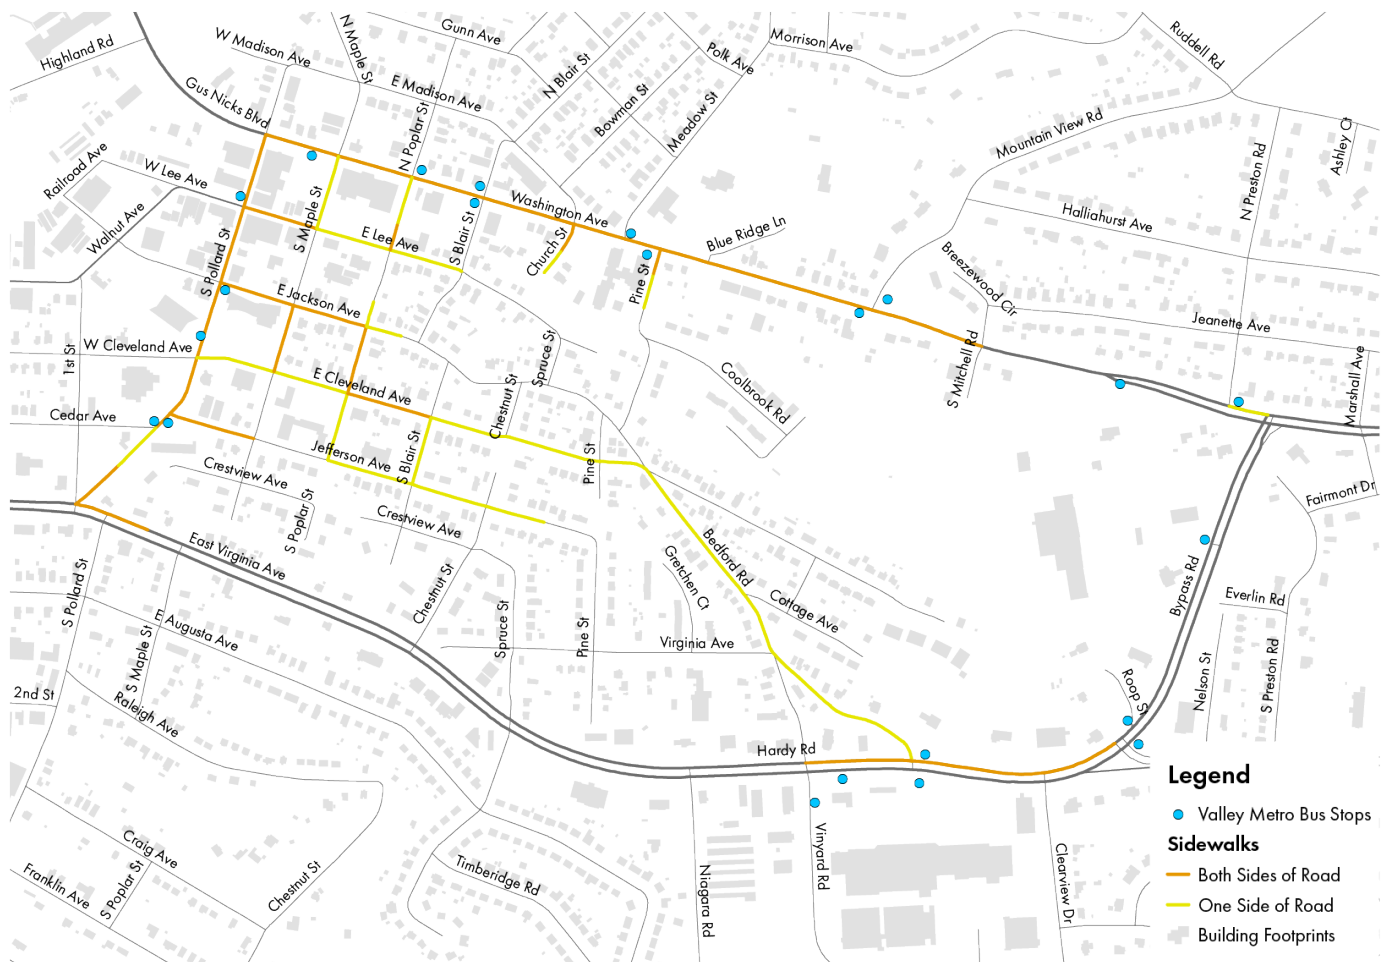 Highland Rd
W Madison Ave
N Maple St
Gunn Ave
N Blair St
Polk Ave
Morrison Ave
Ruddell Rd
Gus Nicks Blvd
E Madison Ave
Bowman St
Meadow St
N Poplar St
Mountain View Rd
Ashley Ct
N Preston Rd
Railroad Ave
W Lee Ave
Walnut Ave
S Maple St
E Lee Ave
S Blair St
Washington Ave
Church St
Blue Ridge Ln
Halliahurst Ave
Breezewood Cir
S Pollard St
E Jackson Ave
Pine St
Jeanette Ave
1st St
W Cleveland Ave
Spruce St
S Mitchell Rd
Marshall Ave
E Cleveland Ave
Chestnut St
Coolbrook Rd
Cedar Ave
Jefferson Ave
S Blair St
Pine St
Crestview Ave
S Poplar St
Crestview Ave
Fairmont Dr
East Virginia Ave
Bedford Rd
Gretchen Ct
Bypass Rd
S Pollard St
Chestnut St
Cottage Ave
Everlin Rd
E Augusta Ave
S Maple St
Spruce St
Pine St
Virginia Ave
Nelson St
S Preston Rd
2nd St
Raleigh Ave
Roop St
Hardy Rd
Craig Ave
Franklin Ave
S Poplar St
Chestnut St
Timberidge Rd
Niagara Rd
Vinyard Rd
Clearview Dr
Legend
Valley Metro Bus Stops
Sidewalks
Both Sides of Road
One Side of Road
Building Footprints